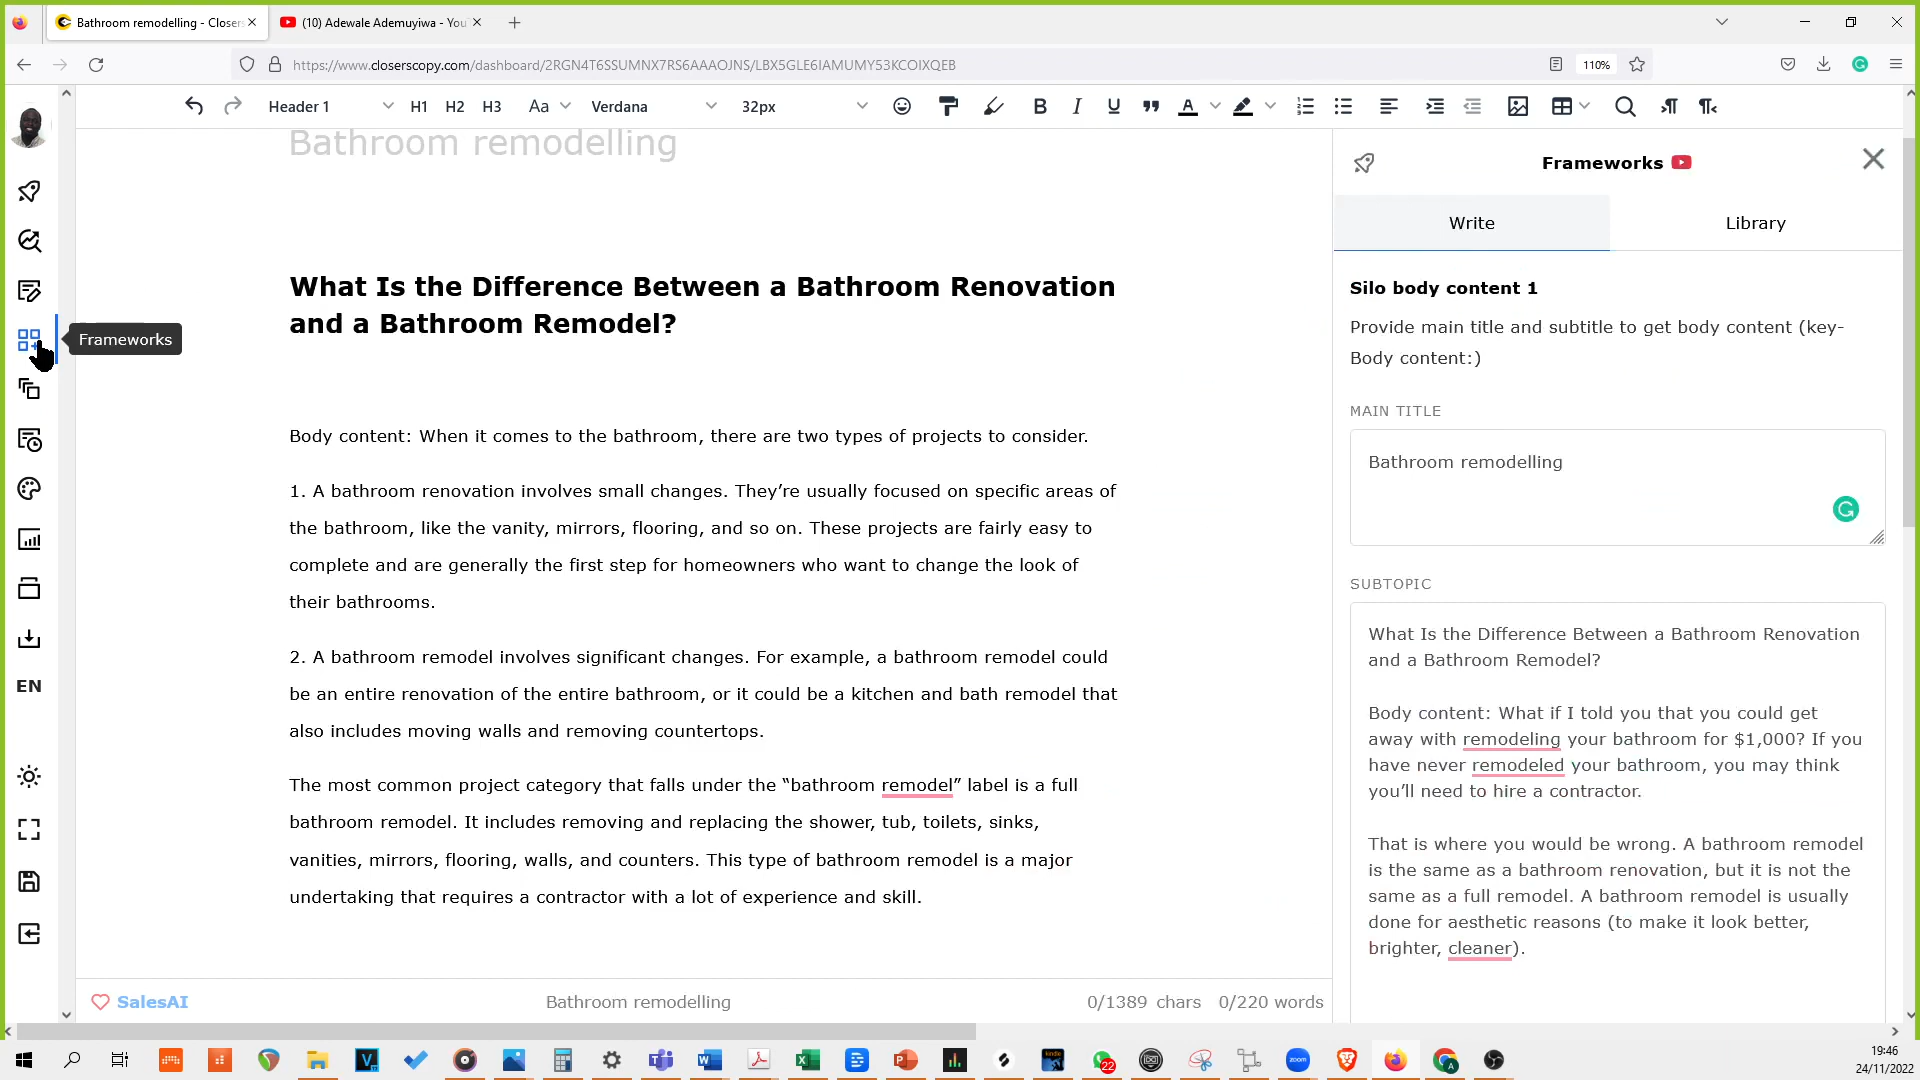 Bathroom remodelling - Closers
(10) Adewale Ademuyiwa - You
https://www.closerscopy.com/dashboard/2RGN4T6SSUMNX7RS6AAAOJNS/LBX5GLE6IAMUMY53KCOIXQEB
110%
Header 1
H1
H2
H3
Aa
Verdana
32px
Bathroom remodelling
What Is the Difference Between a Bathroom Renovation
and a Bathroom Remodel?
Body content: When it comes to the bathroom, there are two types of projects to consider.
1. A bathroom renovation involves small changes. They’re usually focused on specific areas of
the bathroom, like the vanity, mirrors, flooring, and so on. These projects are fairly easy to
complete and are generally the first step for homeowners who want to change the look of
their bathrooms.
2. A bathroom remodel involves significant changes. For example, a bathroom remodel could
be an entire renovation of the entire bathroom, or it could be a kitchen and bath remodel that
also includes moving walls and removing countertops.
The most common project category that falls under the “bathroom remodel” label is a full
bathroom remodel. It includes removing and replacing the shower, tub, toilets, sinks,
vanities, mirrors, flooring, walls, and counters. This type of bathroom remodel is a major
undertaking that requires a contractor with a lot of experience and skill.
Frameworks
EN
SalesAI
Bathroom remodelling
0/1389 chars
0/220 words
Frameworks
Write
Library
Silo body content 1
Provide main title and subtitle to get body content (key-
Body content:)
MAIN TITLE
Bathroom remodelling
SUBTOPIC
What Is the Difference Between a Bathroom Renovation
and a Bathroom Remodel?
Body content: What if I told you that you could get
away with remodeling your bathroom for $1,000? If you
have never remodeled your bathroom, you may think
you’ll need to hire a contractor.
That is where you would be wrong. A bathroom remodel
is the same as a bathroom renovation, but it is not the
same as a full remodel. A bathroom remodel is usually
done for aesthetic reasons (to make it look better,
brighter, cleaner).
22
zoom
19:46
24/11/2022